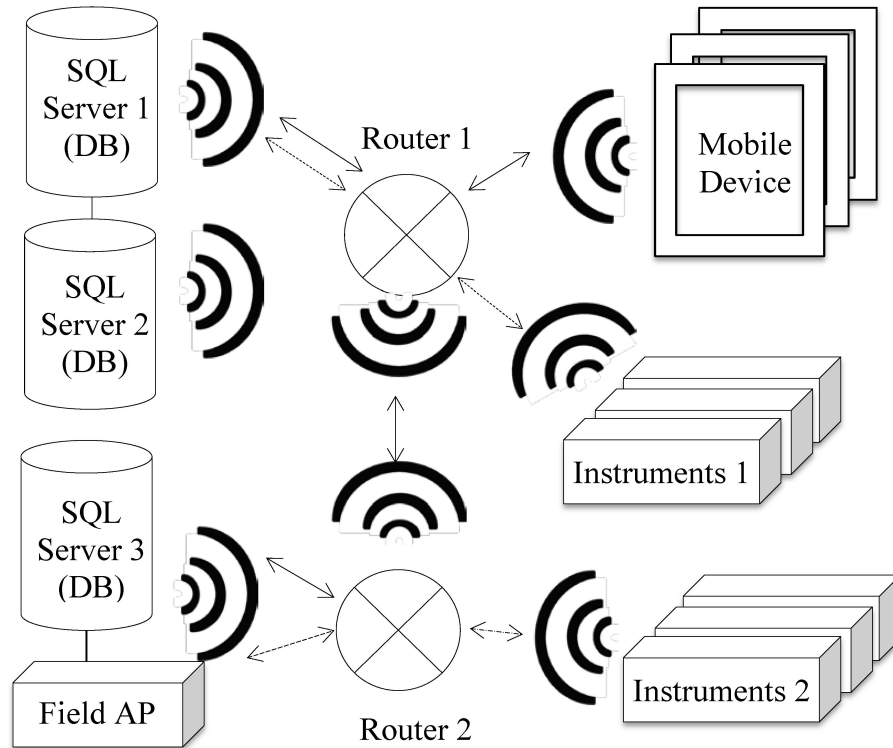 SQL
Server 1
(DB)
Router 1
Mobile
Device
SQL
Server 2
(DB)
Instruments 1
SQL
Server 3
(DB)
Field AP
Router 2
Instruments 2